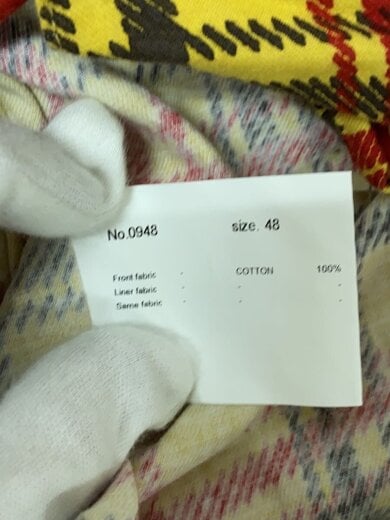 No.0948 size. 48
Front fabric - COTTON 100%
Liner fabric - - -
Same fabric - - -